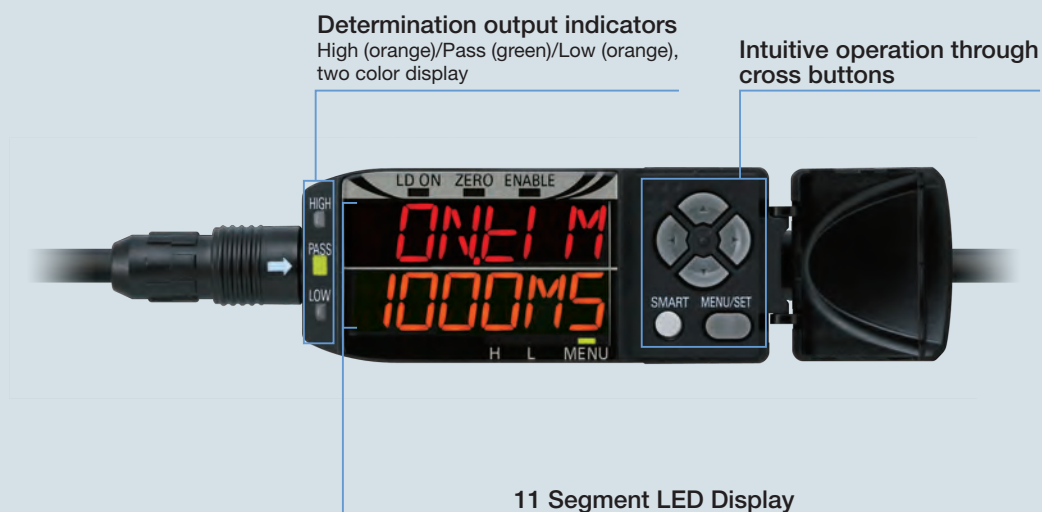 Determination output indicators
High (orange)/Pass (green)/Low (orange),
two color display
Intuitive operation through
cross buttons
LD ON ZERO ENABLE
HIGH
ON.tIM
PASS
1000MS
LOW
SMART MENU/SET
H L MENU
11 Segment LED Display